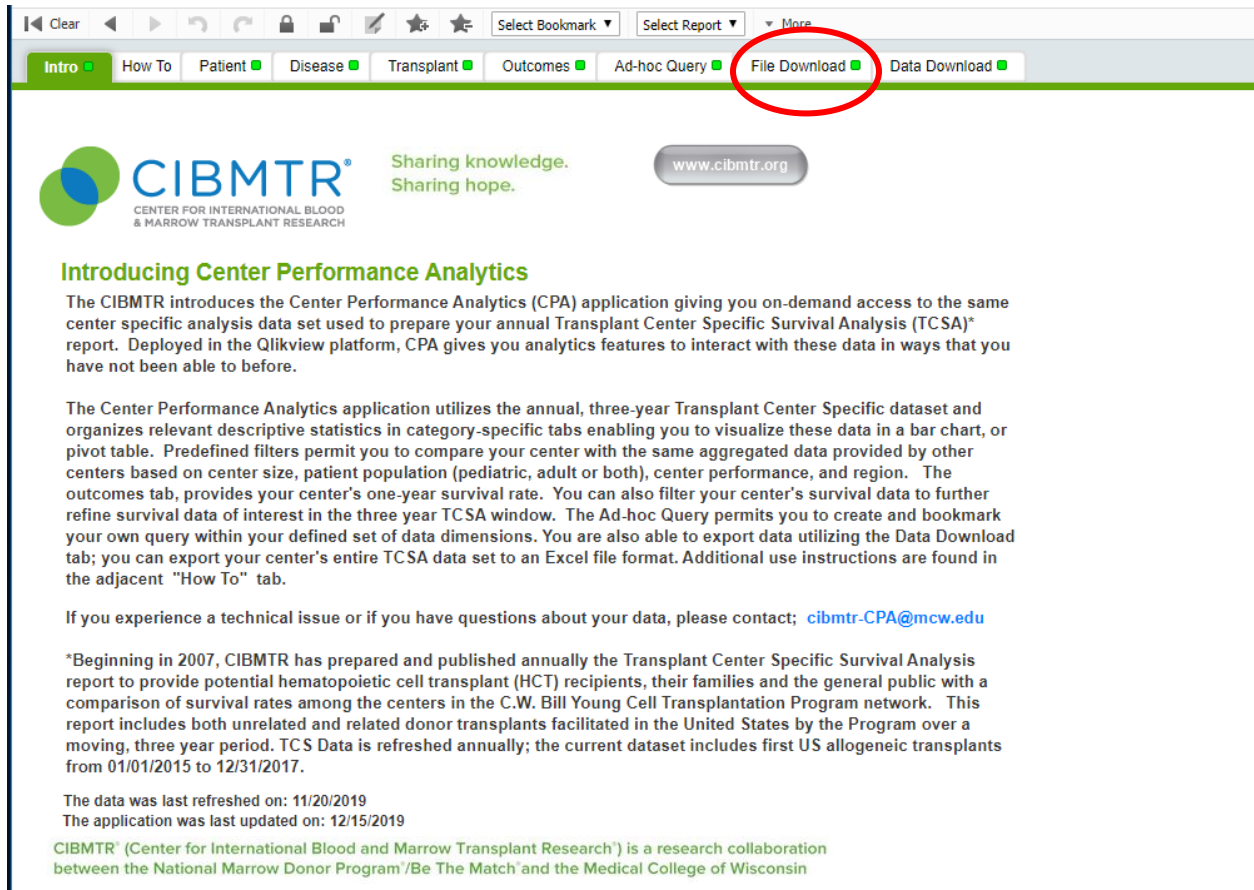 Clear Select Bookmark ▼ Select Report ▼ ▼ More
Intro How To Patient Disease Transplant Outcomes Ad-hoc Query File Download Data Download
CIBMTR®
CENTER FOR INTERNATIONAL BLOOD
& MARROW TRANSPLANT RESEARCH
Sharing knowledge.
Sharing hope.
www.cibmtr.org
Introducing Center Performance Analytics
The CIBMTR introduces the Center Performance Analytics (CPA) application giving you on-demand access to the same
center specific analysis data set used to prepare your annual Transplant Center Specific Survival Analysis (TCSA)*
report. Deployed in the Qlikview platform, CPA gives you analytics features to interact with these data in ways that you
have not been able to before.
The Center Performance Analytics application utilizes the annual, three-year Transplant Center Specific dataset and
organizes relevant descriptive statistics in category-specific tabs enabling you to visualize these data in a bar chart, or
pivot table. Predefined filters permit you to compare your center with the same aggregated data provided by other
centers based on center size, patient population (pediatric, adult or both), center performance, and region. The
outcomes tab, provides your center's one-year survival rate. You can also filter your center's survival data to further
refine survival data of interest in the three year TCSA window. The Ad-hoc Query permits you to create and bookmark
your own query within your defined set of data dimensions. You are also able to export data utilizing the Data Download
tab; you can export your center's entire TCSA data set to an Excel file format. Additional use instructions are found in
the adjacent "How To" tab.
If you experience a technical issue or if you have questions about your data, please contact; cibmtr-CPA@mcw.edu
*Beginning in 2007, CIBMTR has prepared and published annually the Transplant Center Specific Survival Analysis
report to provide potential hematopoietic cell transplant (HCT) recipients, their families and the general public with a
comparison of survival rates among the centers in the C.W. Bill Young Cell Transplantation Program network. This
report includes both unrelated and related donor transplants facilitated in the United States by the Program over a
moving, three year period. TCS Data is refreshed annually; the current dataset includes first US allogeneic transplants
from 01/01/2015 to 12/31/2017.
The data was last refreshed on: 11/20/2019
The application was last updated on: 12/15/2019
CIBMTR® (Center for International Blood and Marrow Transplant Research®) is a research collaboration
between the National Marrow Donor Program®/Be The Match®and the Medical College of Wisconsin